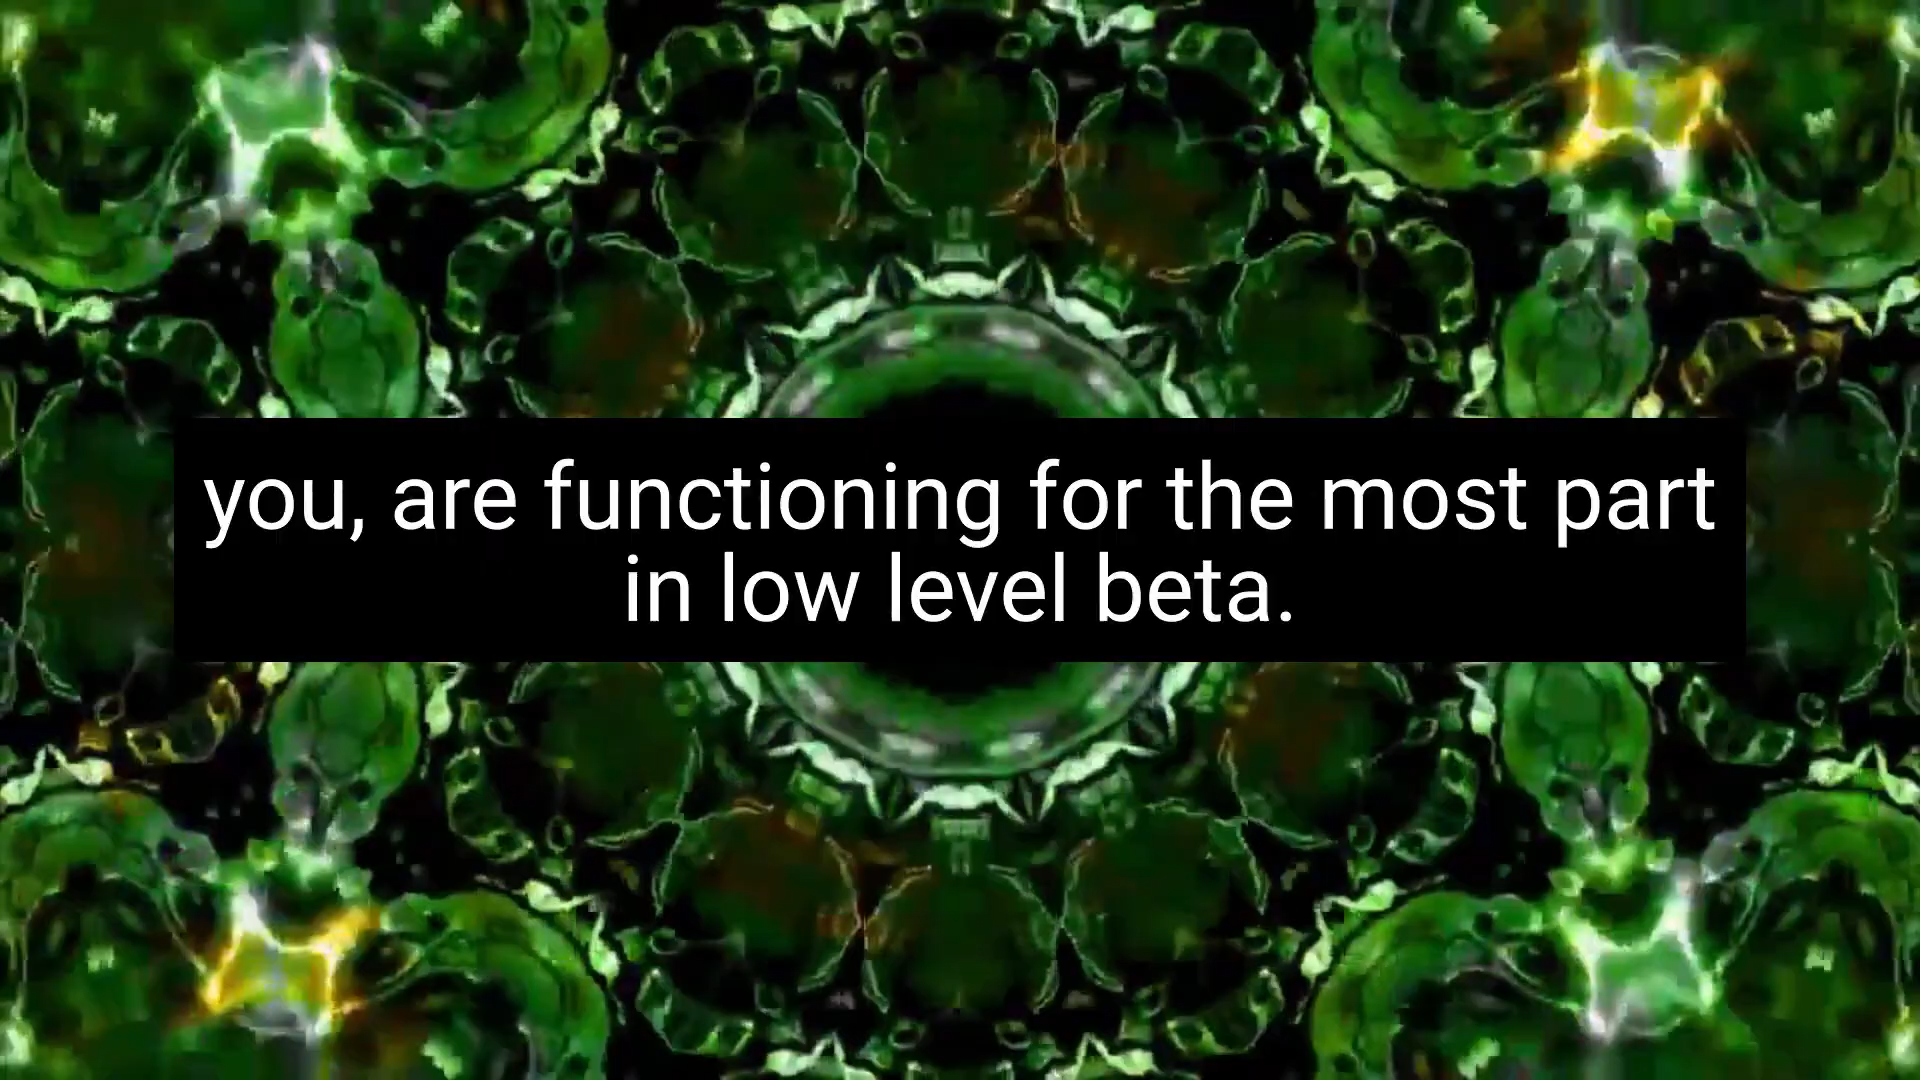 you, are functioning for the most part
in low level beta.